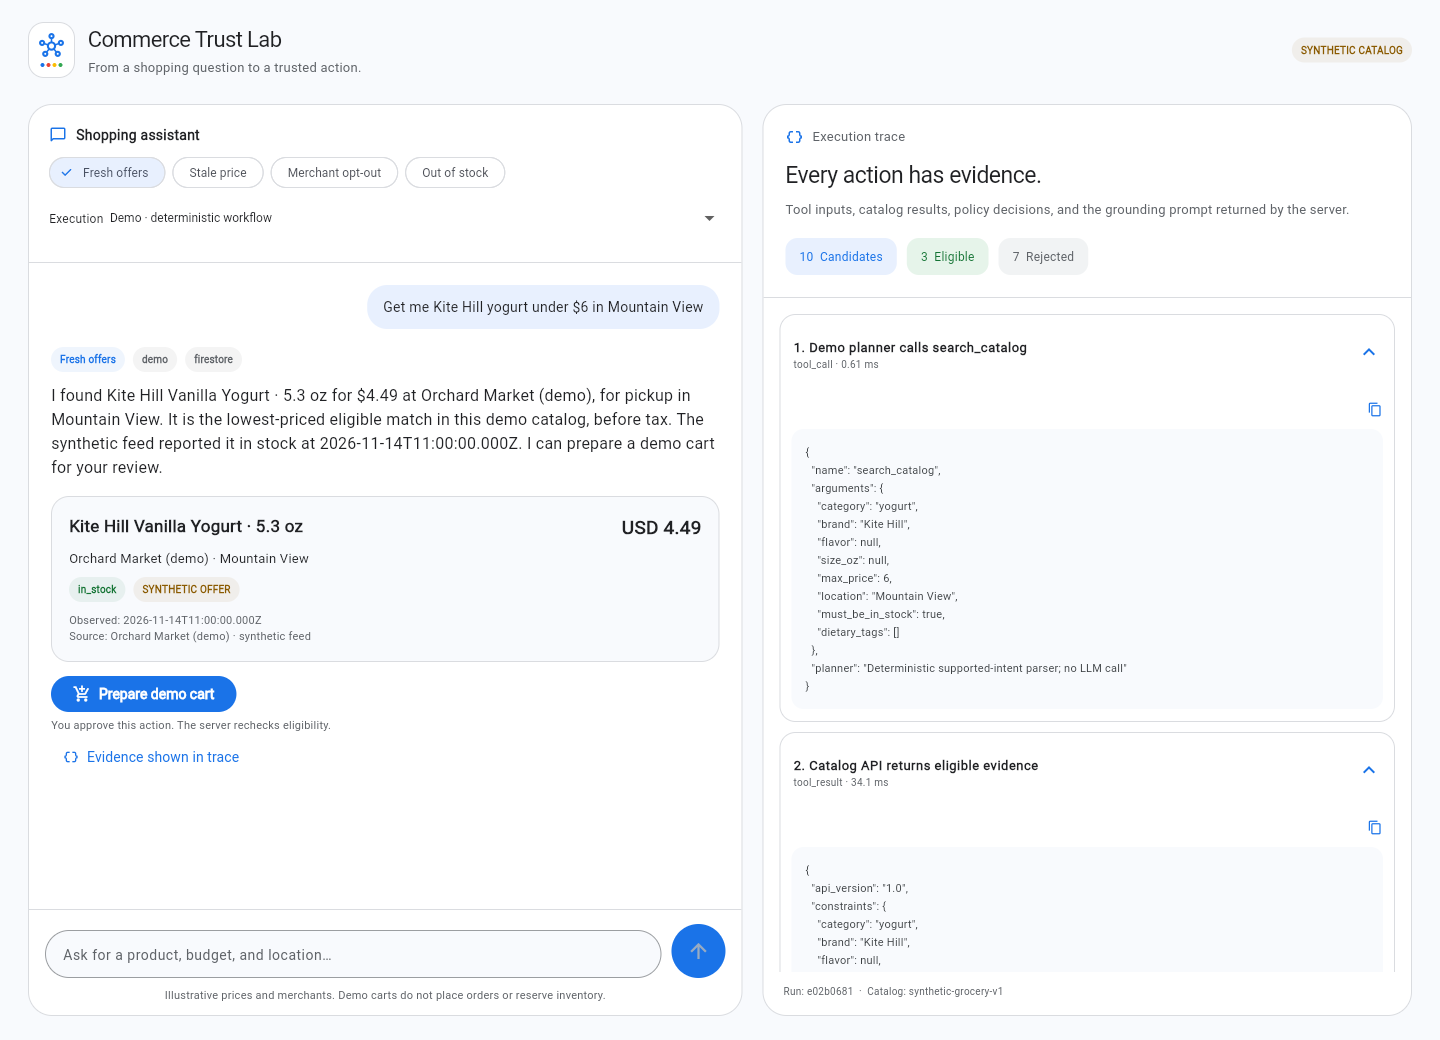 Commerce Trust Lab
From a shopping question to a trusted action.
SYNTHETIC CATALOG
Shopping assistant
Fresh offers
Stale price
Merchant opt-out
Out of stock
Execution Demo · deterministic workflow
Get me Kite Hill yogurt under $6 in Mountain View
Fresh offers
demo
firestore
I found Kite Hill Vanilla Yogurt · 5.3 oz for $4.49 at Orchard Market (demo), for pickup in
Mountain View. It is the lowest-priced eligible match in this demo catalog, before tax. The
synthetic feed reported it in stock at 2026-11-14T11:00:00.000Z. I can prepare a demo cart
for your review.
Kite Hill Vanilla Yogurt · 5.3 oz
USD 4.49
Orchard Market (demo) · Mountain View
in_stock
SYNTHETIC OFFER
Observed: 2026-11-14T11:00:00.000Z
Source: Orchard Market (demo) · synthetic feed
Prepare demo cart
You approve this action. The server rechecks eligibility.
Evidence shown in trace
Ask for a product, budget, and location…
Illustrative prices and merchants. Demo carts do not place orders or reserve inventory.
Execution trace
Every action has evidence.
Tool inputs, catalog results, policy decisions, and the grounding prompt returned by the server.
10 Candidates
3 Eligible
7 Rejected
1. Demo planner calls search_catalog
tool_call · 0.61 ms
{
"name": "search_catalog",
"arguments": {
"category": "yogurt",
"brand": "Kite Hill",
"flavor": null,
"size_oz": null,
"max_price": 6,
"location": "Mountain View",
"must_be_in_stock": true,
"dietary_tags": []
},
"planner": "Deterministic supported-intent parser; no LLM call"
}
2. Catalog API returns eligible evidence
tool_result · 34.1 ms
{
"api_version": "1.0",
"constraints": {
"category": "yogurt",
"brand": "Kite Hill",
"flavor": null,
Run: e02b0681 · Catalog: synthetic-grocery-v1